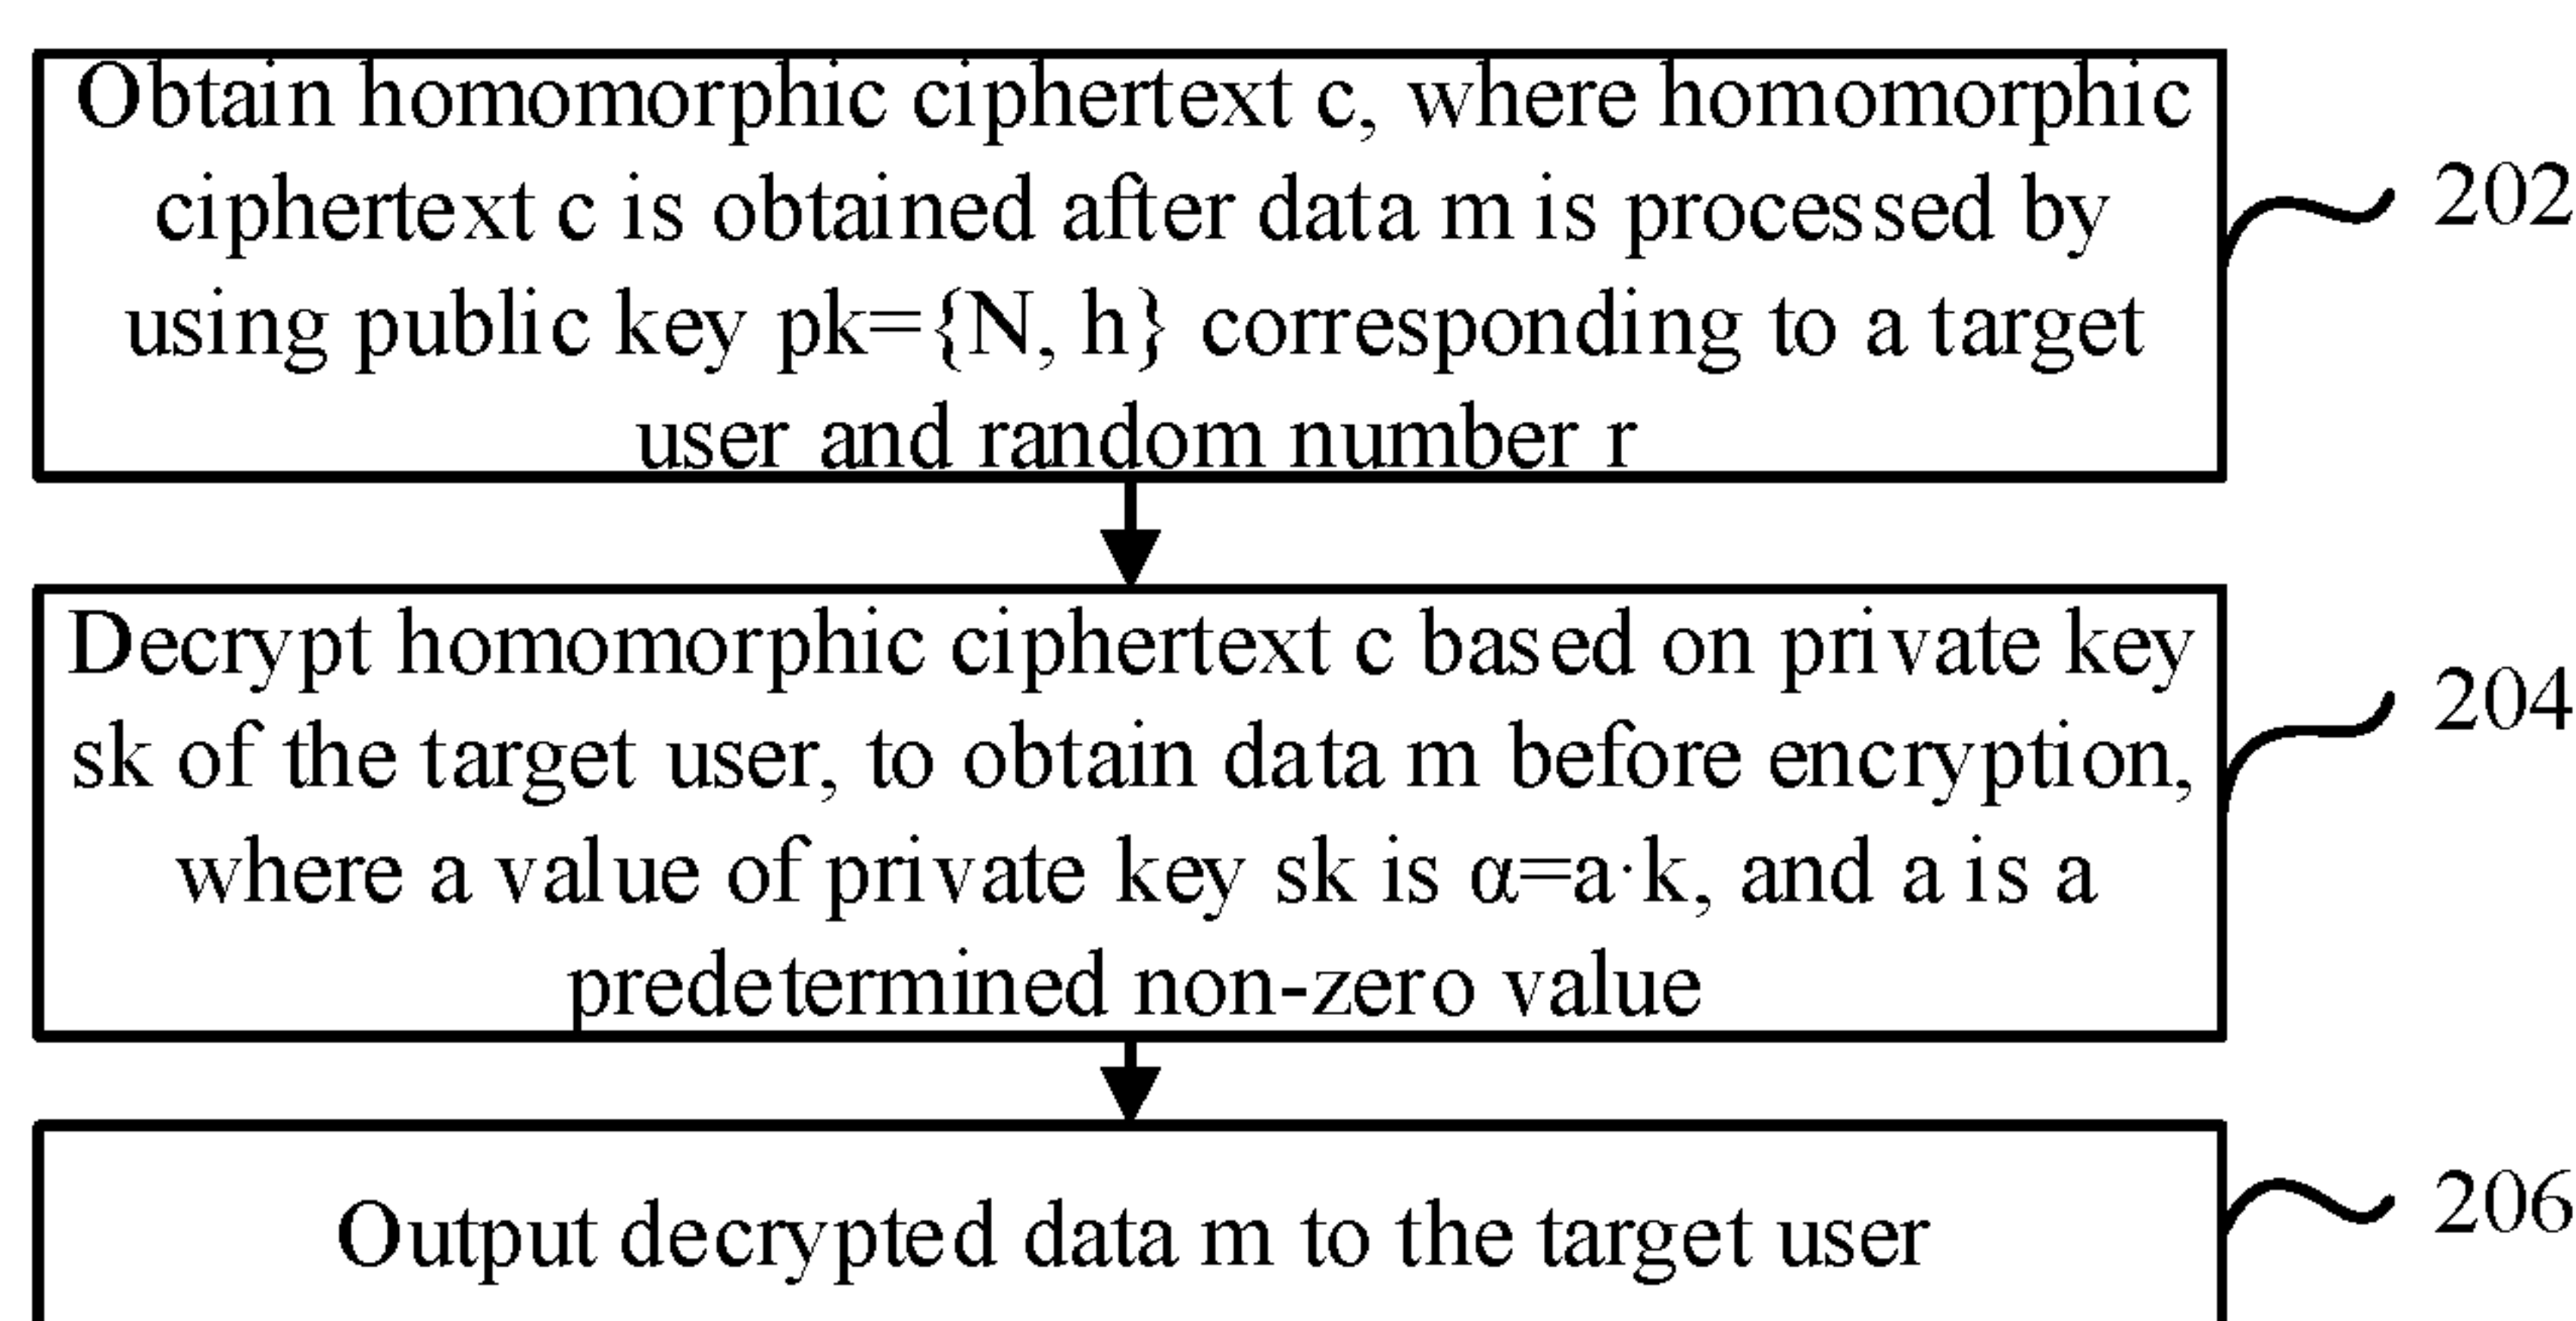 Obtain homomorphic ciphertext c, where homomorphic
ciphertext c is obtained after data m is processed by
using public key pk={N, h} corresponding to a target
user and random number r
202
Decrypt homomorphic ciphertext c based on private key
sk of the target user, to obtain data m before encryption,
where a value of private key sk is α=a·k, and a is a
predetermined non-zero value
204
Output decrypted data m to the target user
206